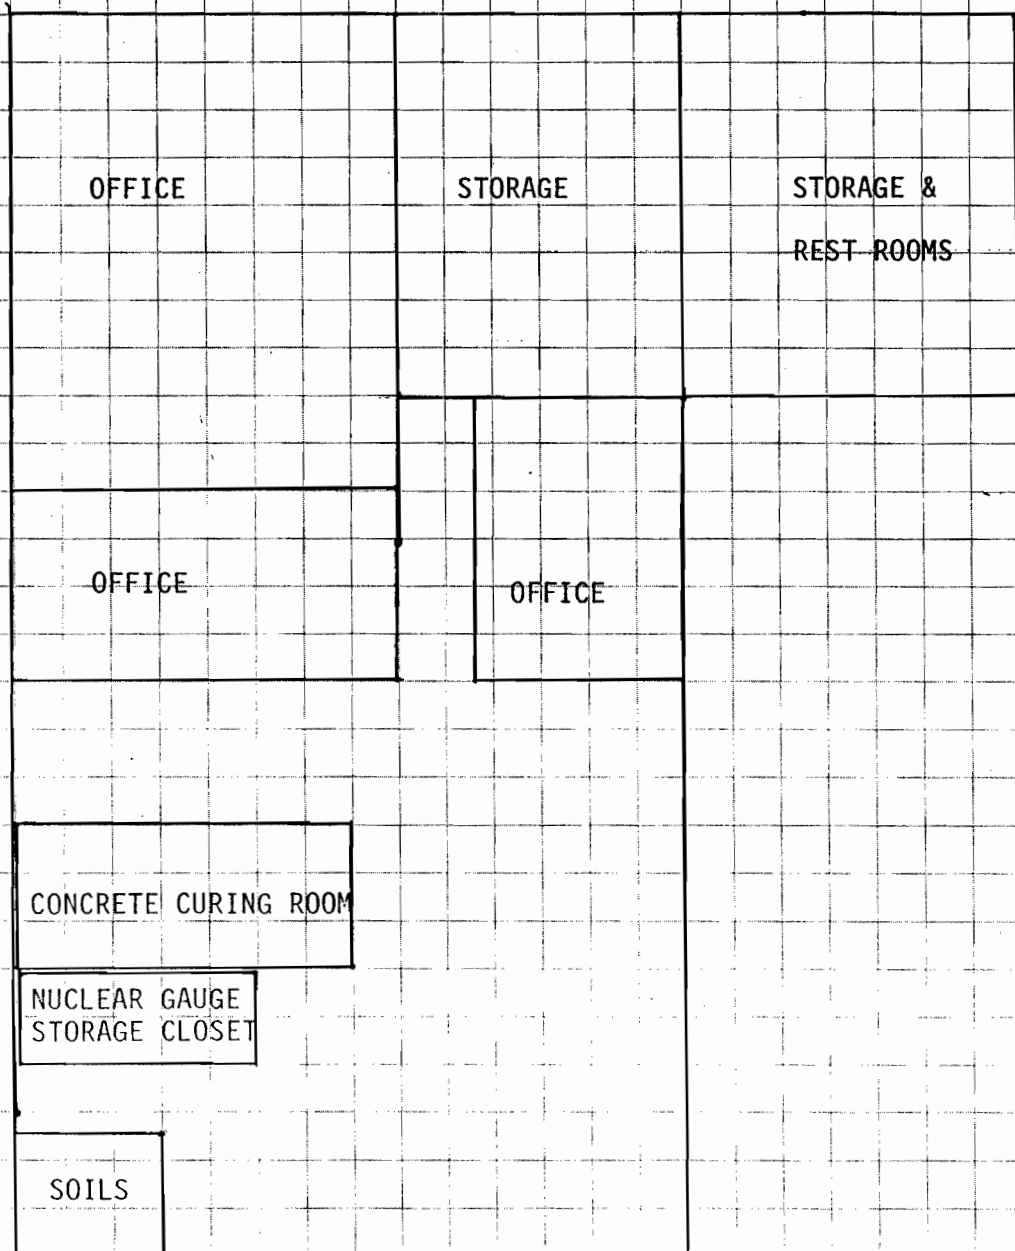 OFFICE
STORAGE
STORAGE &
REST ROOMS
OFFICE
OFFICE
CONCRETE CURING ROOM
NUCLEAR GAUGE
STORAGE CLOSET
SOILS